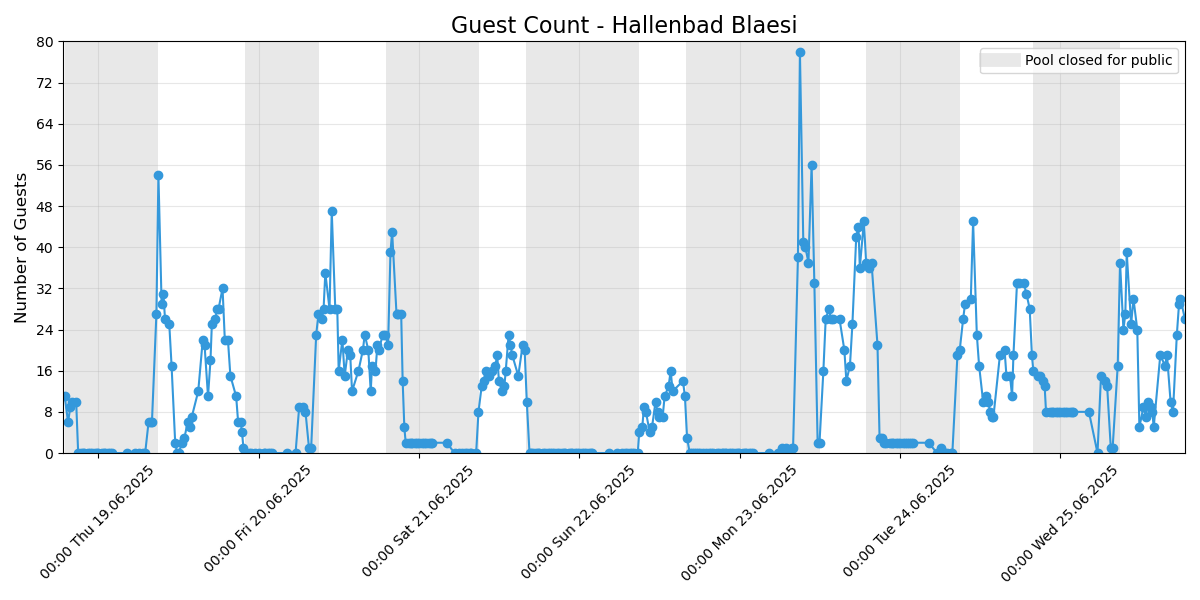 Guest Count - Hallenbad Blaesi
Pool closed for public
Number of Guests
80
72
64
56
48
40
32
24
16
8
0
00:00 Thu 19.06.2025
00:00 Fri 20.06.2025
00:00 Sat 21.06.2025
00:00 Sun 22.06.2025
00:00 Mon 23.06.2025
00:00 Tue 24.06.2025
00:00 Wed 25.06.2025